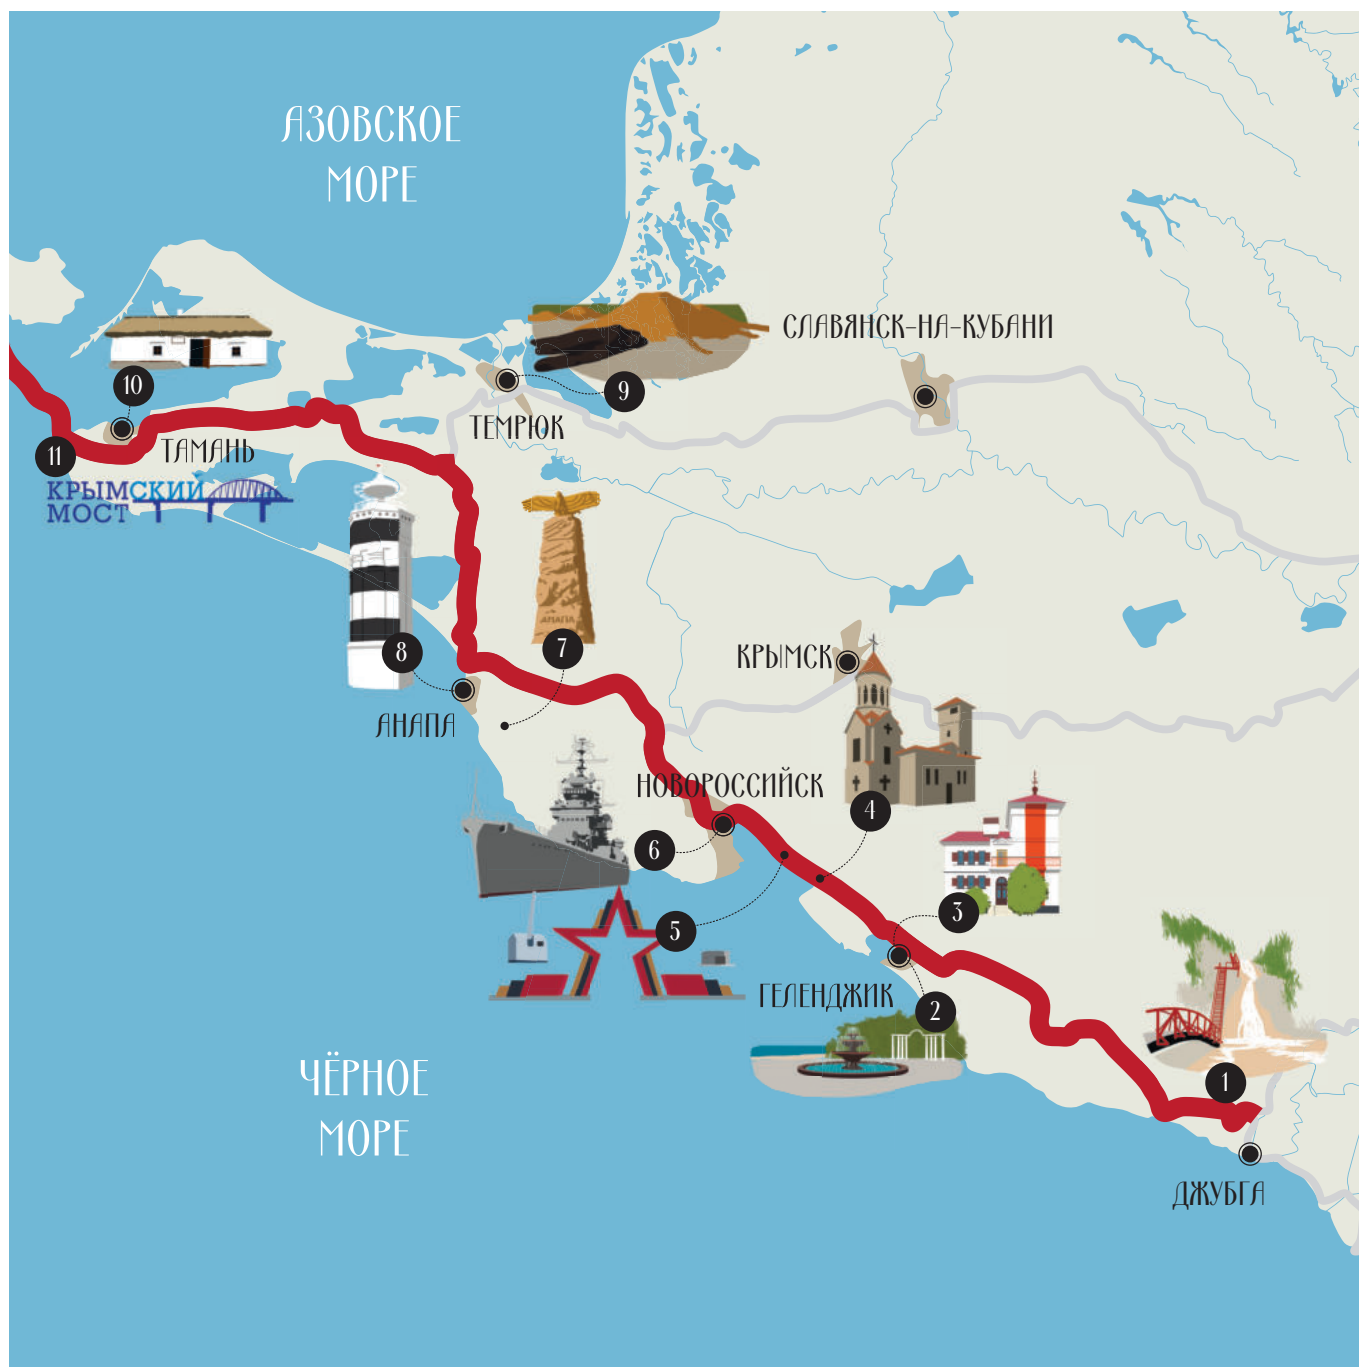 АЗОВСКОЕ
МОРЕ
СЛАВЯНСК-НА-КУБАНИ
10
9
ТЕМРЮК
ТАМАНЬ
11
КРЫМСКИЙ
МОСТ
АНАПА
7
8
КРЫМСК
АНАПА
НОВОРОССИЙСК
4
6
3
5
ГЕЛЕНДЖИК
2
ЧЁРНОЕ
МОРЕ
1
ДЖУБГА